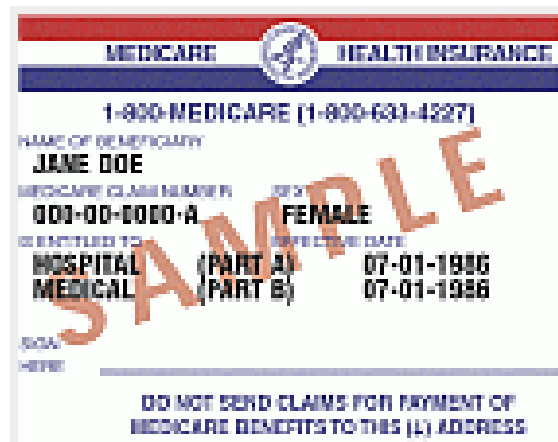 MEDICARE HEALTH INSURANCE
1-800-MEDICARE (1-800-633-4227)
NAME OF BENEFICIARY
JANE DOE
MEDICARE CLAIM NUMBER SEX
000-00-0000-A FEMALE
IS ENTITLED TO EFFECTIVE DATE
HOSPITAL (PART A) 07-01-1986
MEDICAL (PART B) 07-01-1986
SIGN
HERE
DO NOT SEND CLAIMS FOR PAYMENT OF
MEDICARE BENEFITS TO THIS (↓) ADDRESS
SAMPLE